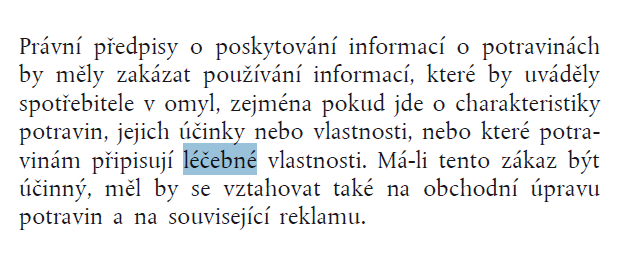 Právní předpisy o poskytování informací o potravinách
by měly zakázat používání informací, které by uváděly
spotřebitele v omyl, zejména pokud jde o charakteristiky
potravin, jejich účinky nebo vlastnosti, nebo které potra-
vinám připisují léčebné vlastnosti. Má-li tento zákaz být
účinný, měl by se vztahovat také na obchodní úpravu
potravin a na související reklamu.